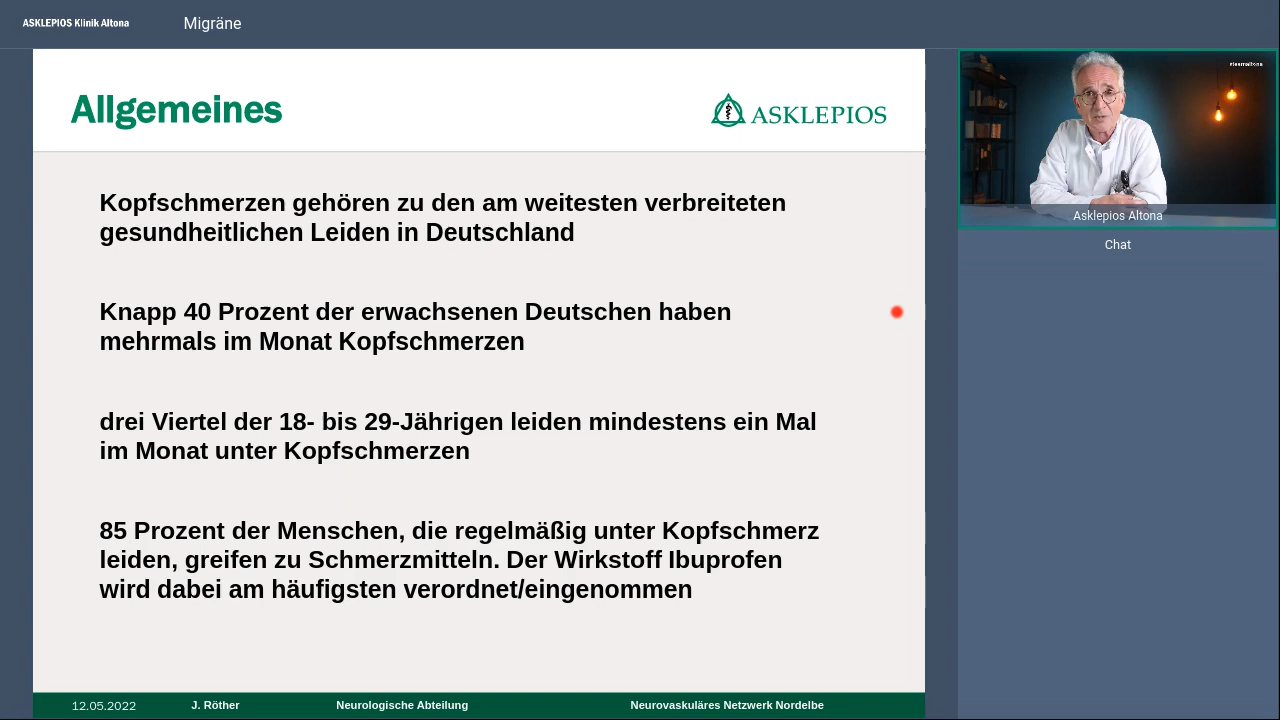 ASKLEPIOS Klinik Altona
Migräne
Allgemeines
ASKLEPIOS
Kopfschmerzen gehören zu den am weitesten verbreiteten
gesundheitlichen Leiden in Deutschland
Knapp 40 Prozent der erwachsenen Deutschen haben
mehrmals im Monat Kopfschmerzen
drei Viertel der 18- bis 29-Jährigen leiden mindestens ein Mal
im Monat unter Kopfschmerzen
85 Prozent der Menschen, die regelmäßig unter Kopfschmerz
leiden, greifen zu Schmerzmitteln. Der Wirkstoff Ibuprofen
wird dabei am häufigsten verordnet/eingenommen
12.05.2022
J. Röther
Neurologische Abteilung
Neurovaskuläres Netzwerk Nordelbe
#teamaltona
Asklepios Altona
Chat